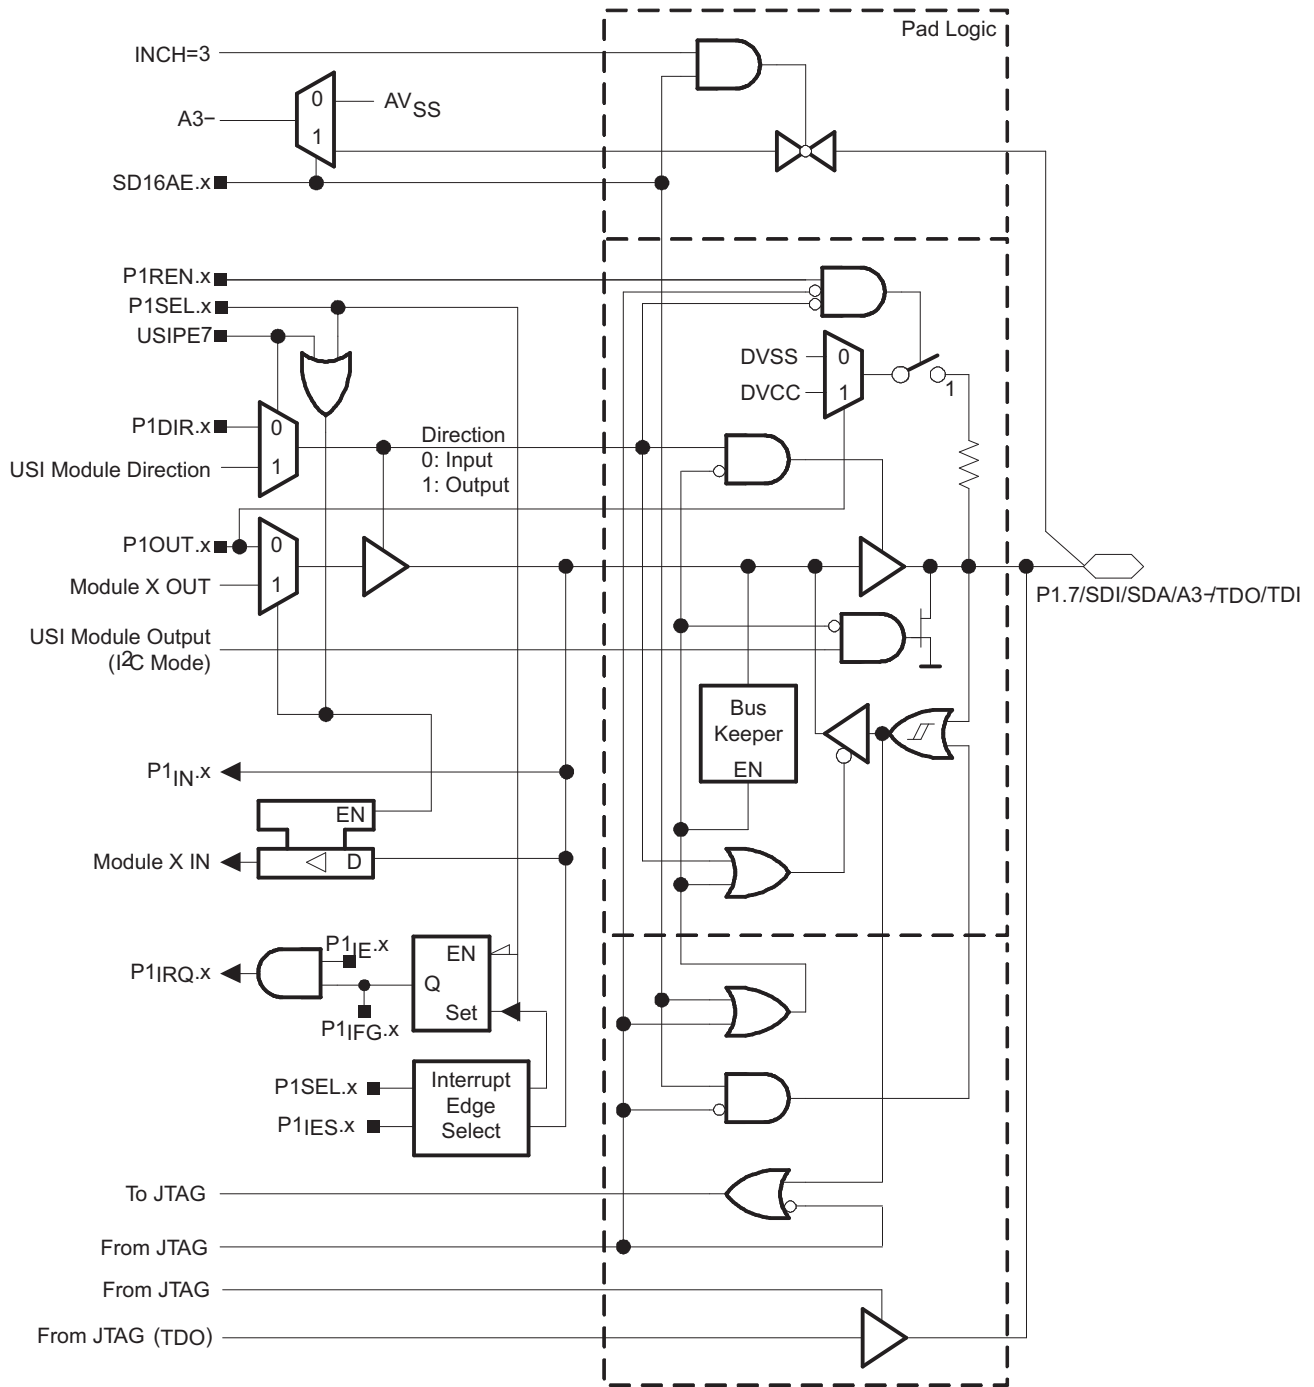 Pad Logic
INCH=3
0
AVSS
A3−
1
SD16AE.x
P1REN.x
P1SEL.x
USIPE7
DVSS
0
DVCC
1
1
P1DIR.x
0
USI Module Direction
1
Direction
0: Input
1: Output
P1OUT.x
0
Module X OUT
1
P1.7/SDI/SDA/A3−/TDO/TDI
USI Module Output
(I2C Mode)
Bus
Keeper
EN
P1IN.x
EN
Module X IN
D
P1IE.x
P1IRQ.x
EN
Q
Set
P1IFG.x
P1SEL.x
P1IES.x
Interrupt
Edge
Select
To JTAG
From JTAG
From JTAG
From JTAG (TDO)